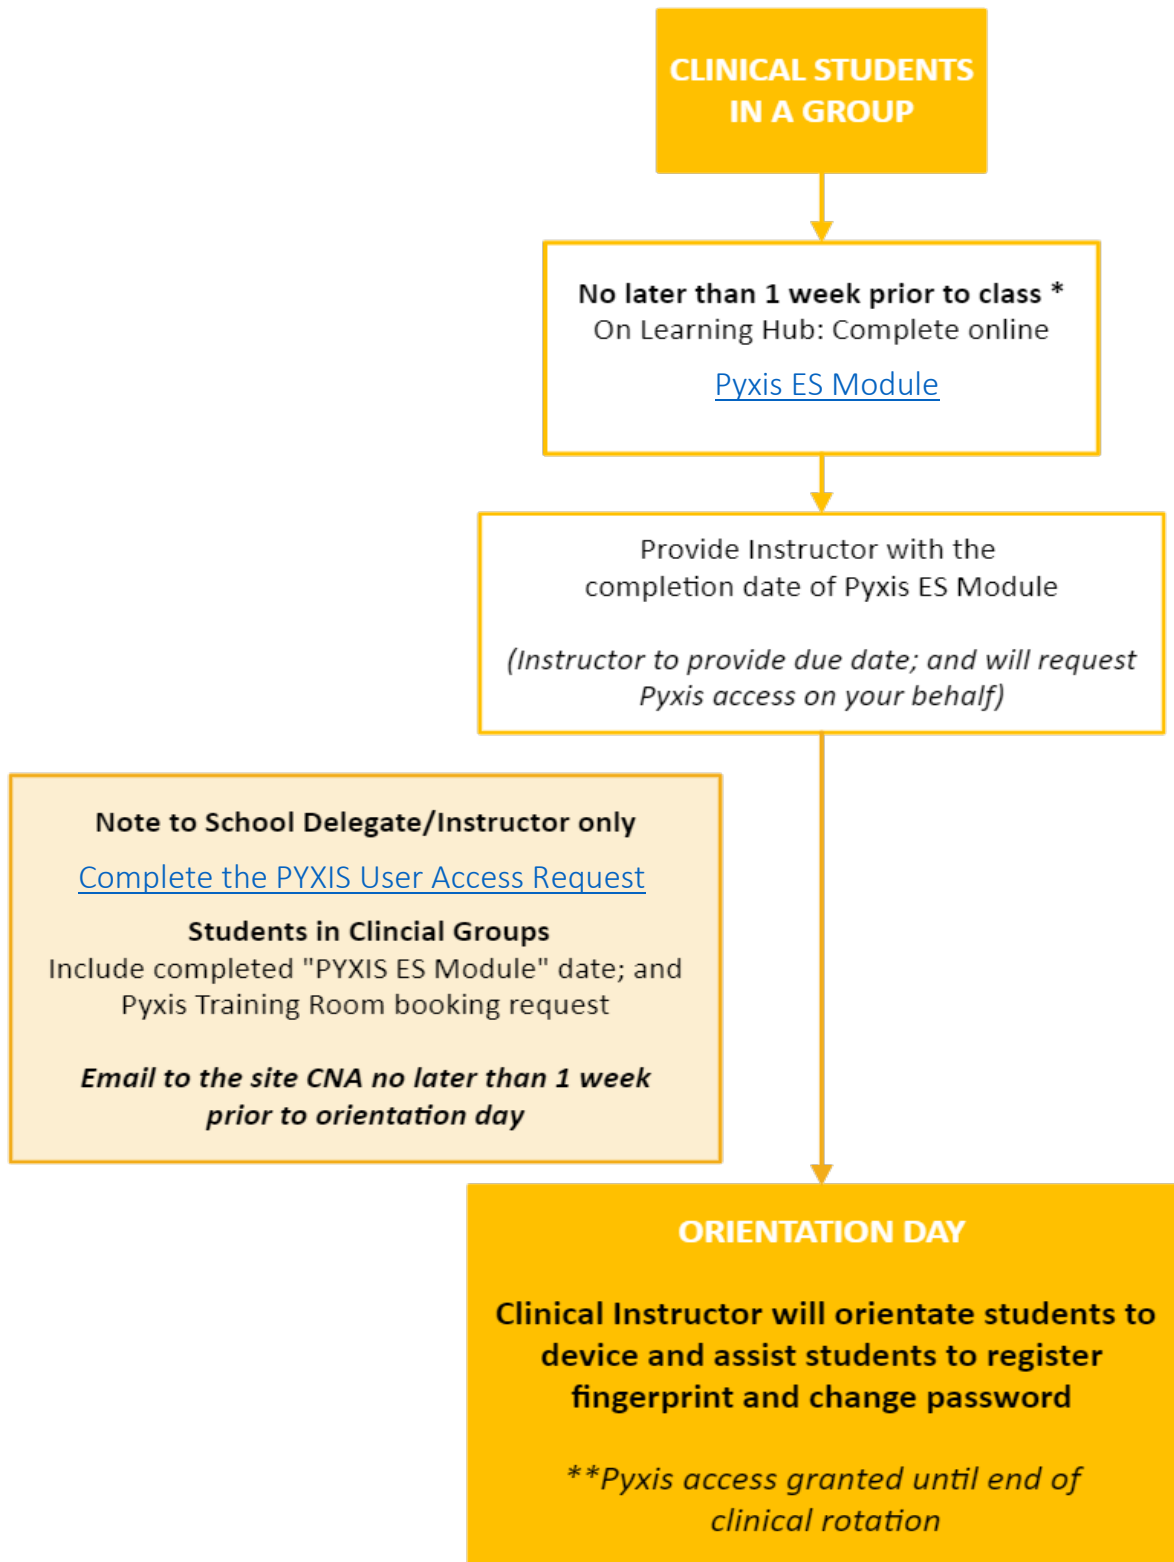 CLINICAL STUDENTS
IN A GROUP
No later than 1 week prior to class *
On Learning Hub: Complete online
Pyxis ES Module
Provide Instructor with the
completion date of Pyxis ES Module
(Instructor to provide due date; and will request
Pyxis access on your behalf)
Note to School Delegate/Instructor only
Complete the PYXIS User Access Request
Students in Clincial Groups
Include completed "PYXIS ES Module" date; and
Pyxis Training Room booking request
Email to the site CNA no later than 1 week
prior to orientation day
ORIENTATION DAY
Clinical Instructor will orientate students to
device and assist students to register
fingerprint and change password
**Pyxis access granted until end of
clinical rotation